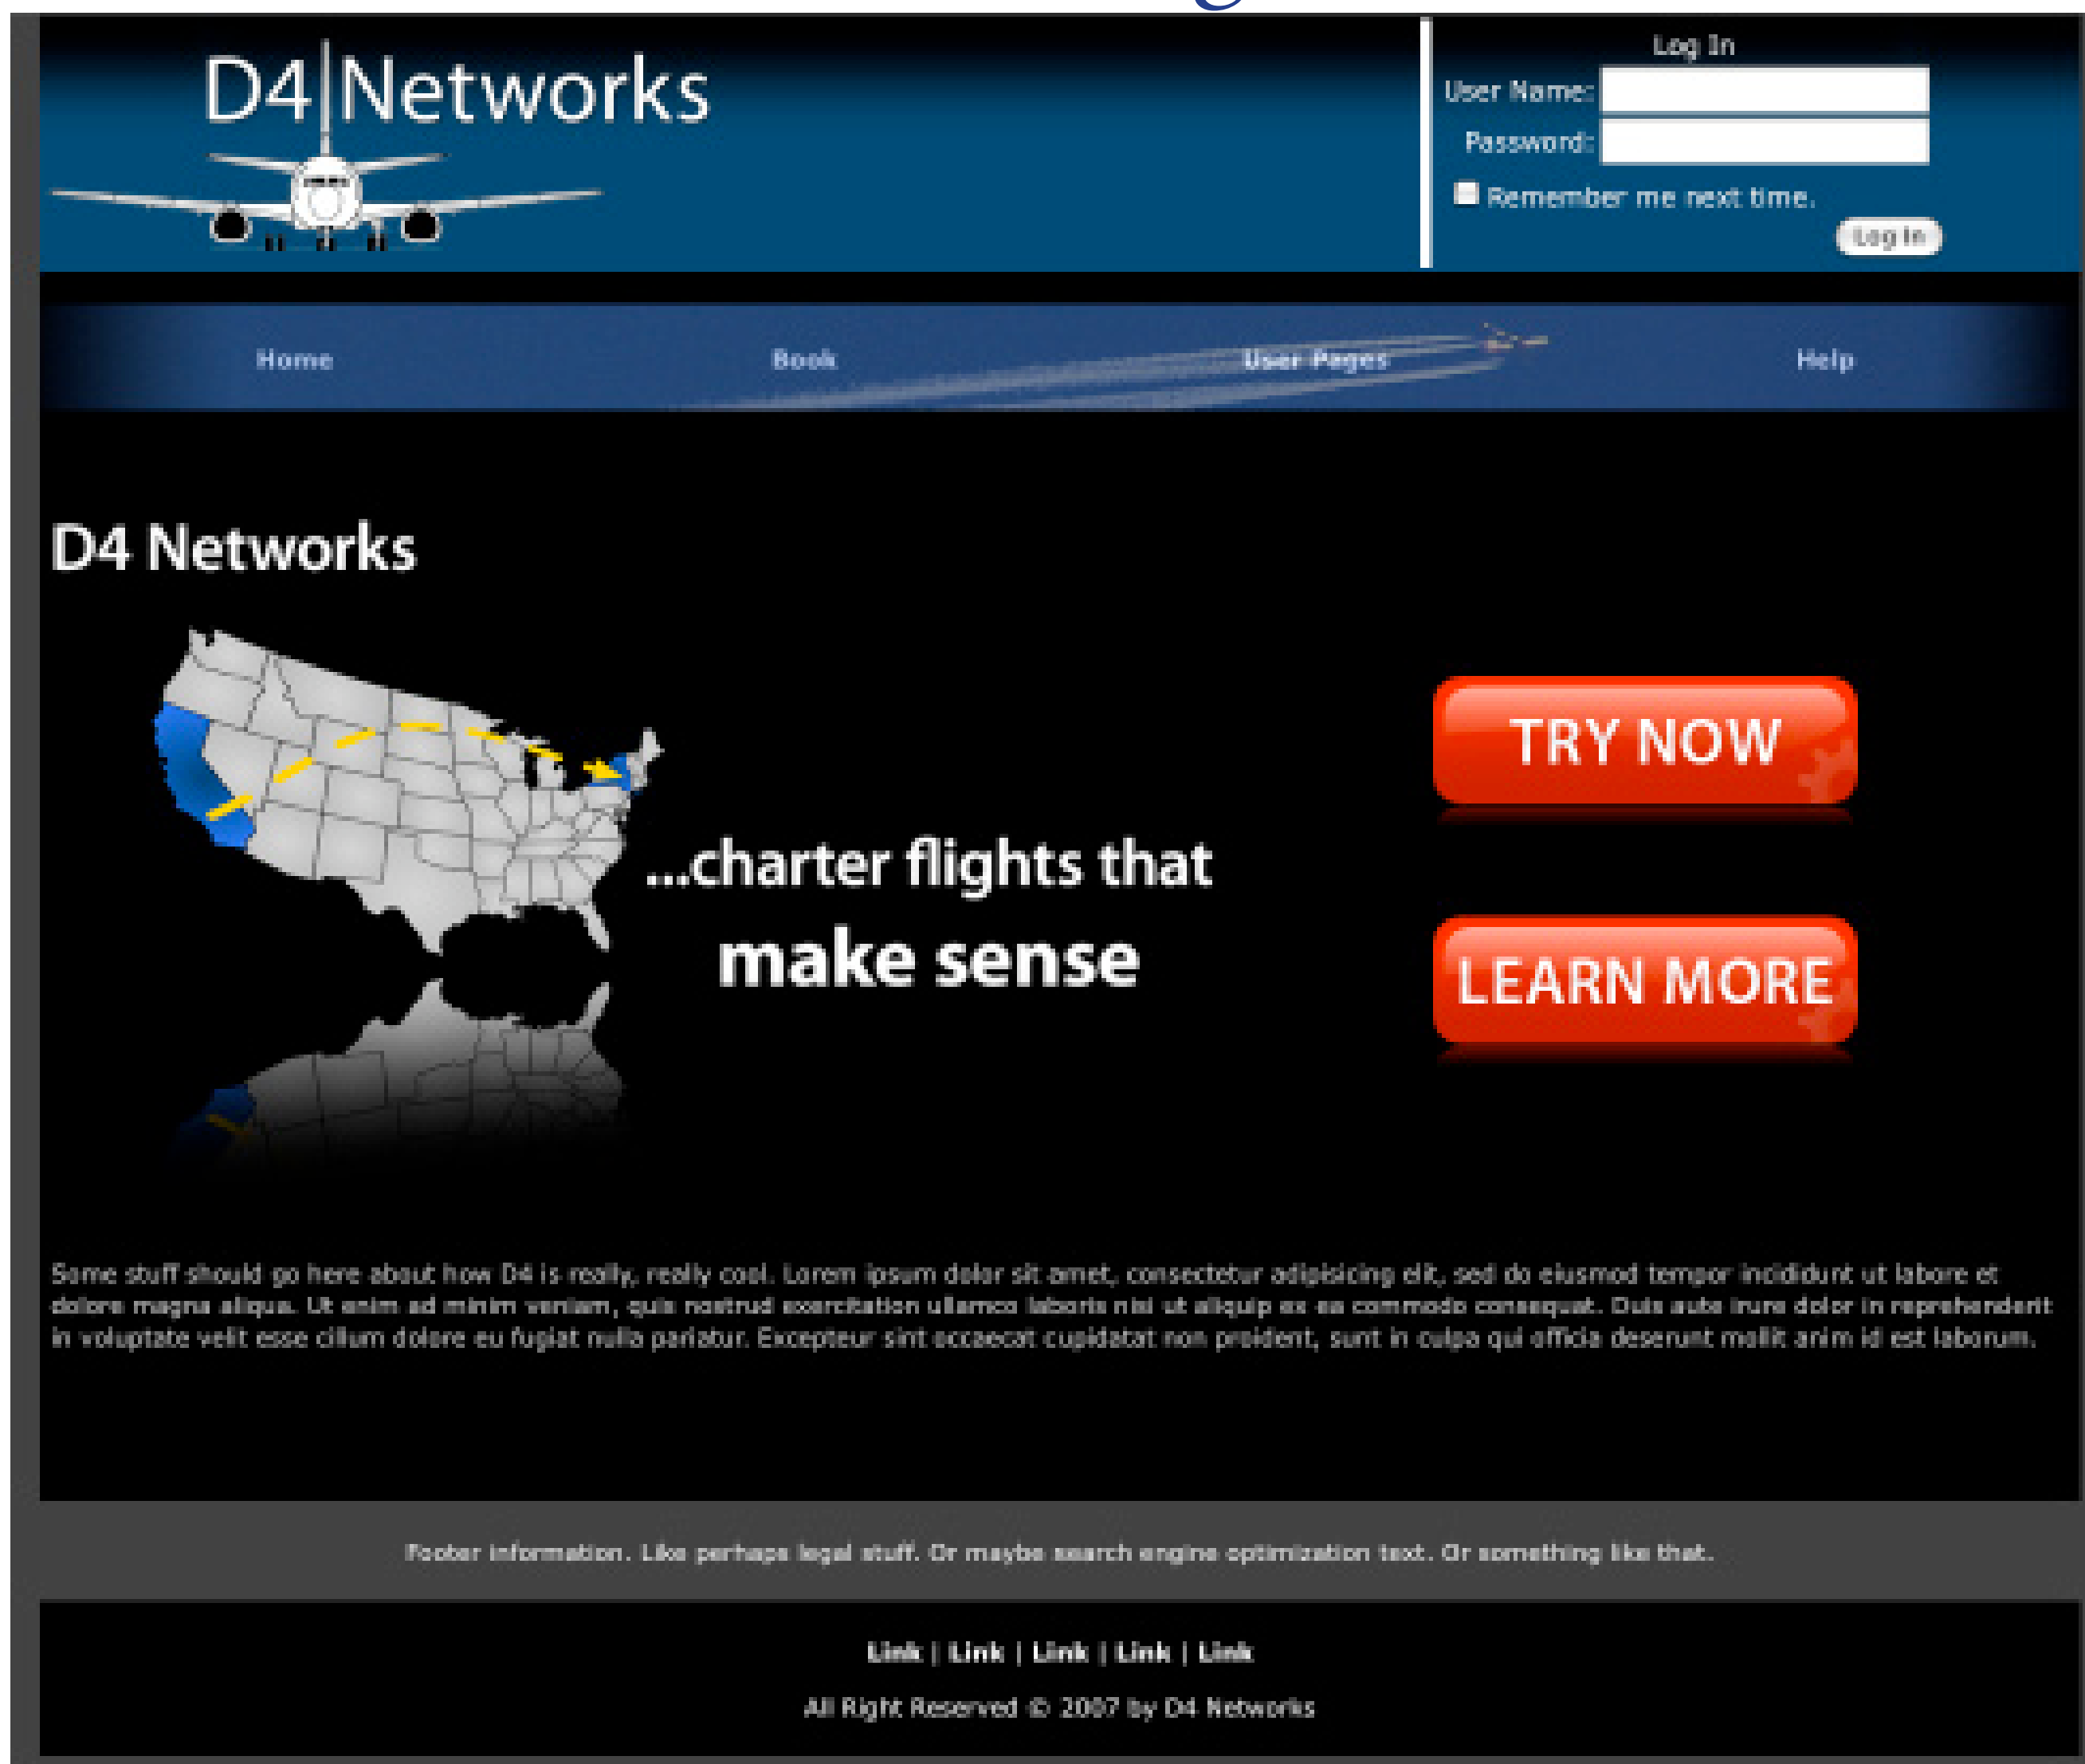 D4 Networks
Log In
User Name:
Password:
Remember me next time.
Log In
Home
Book
User Pages
Help
D4 Networks
...charter flights that
make sense
TRY NOW
LEARN MORE
Some stuff should go here about how D4 is really, really cool. Lorem ipsum dolor sit amet, consectetur adipisicing elit, sed do eiusmod tempor incididunt ut labore et
dolore magna aliqua. Ut enim ad minim veniam, quis nostrud exercitation ullamco laboris nisi ut aliquip ex ea commodo consequat. Duis aute irure dolor in reprehenderit
in voluptate velit esse cillum dolore eu fugiat nulla pariatur. Excepteur sint occaecat cupidatat non proident, sunt in culpa qui officia deserunt mollit anim id est laborum.
Footer information. Like perhaps legal stuff. Or maybe search engine optimization text. Or something like that.
Link | Link | Link | Link | Link
All Right Reserved © 2007 by D4 Networks